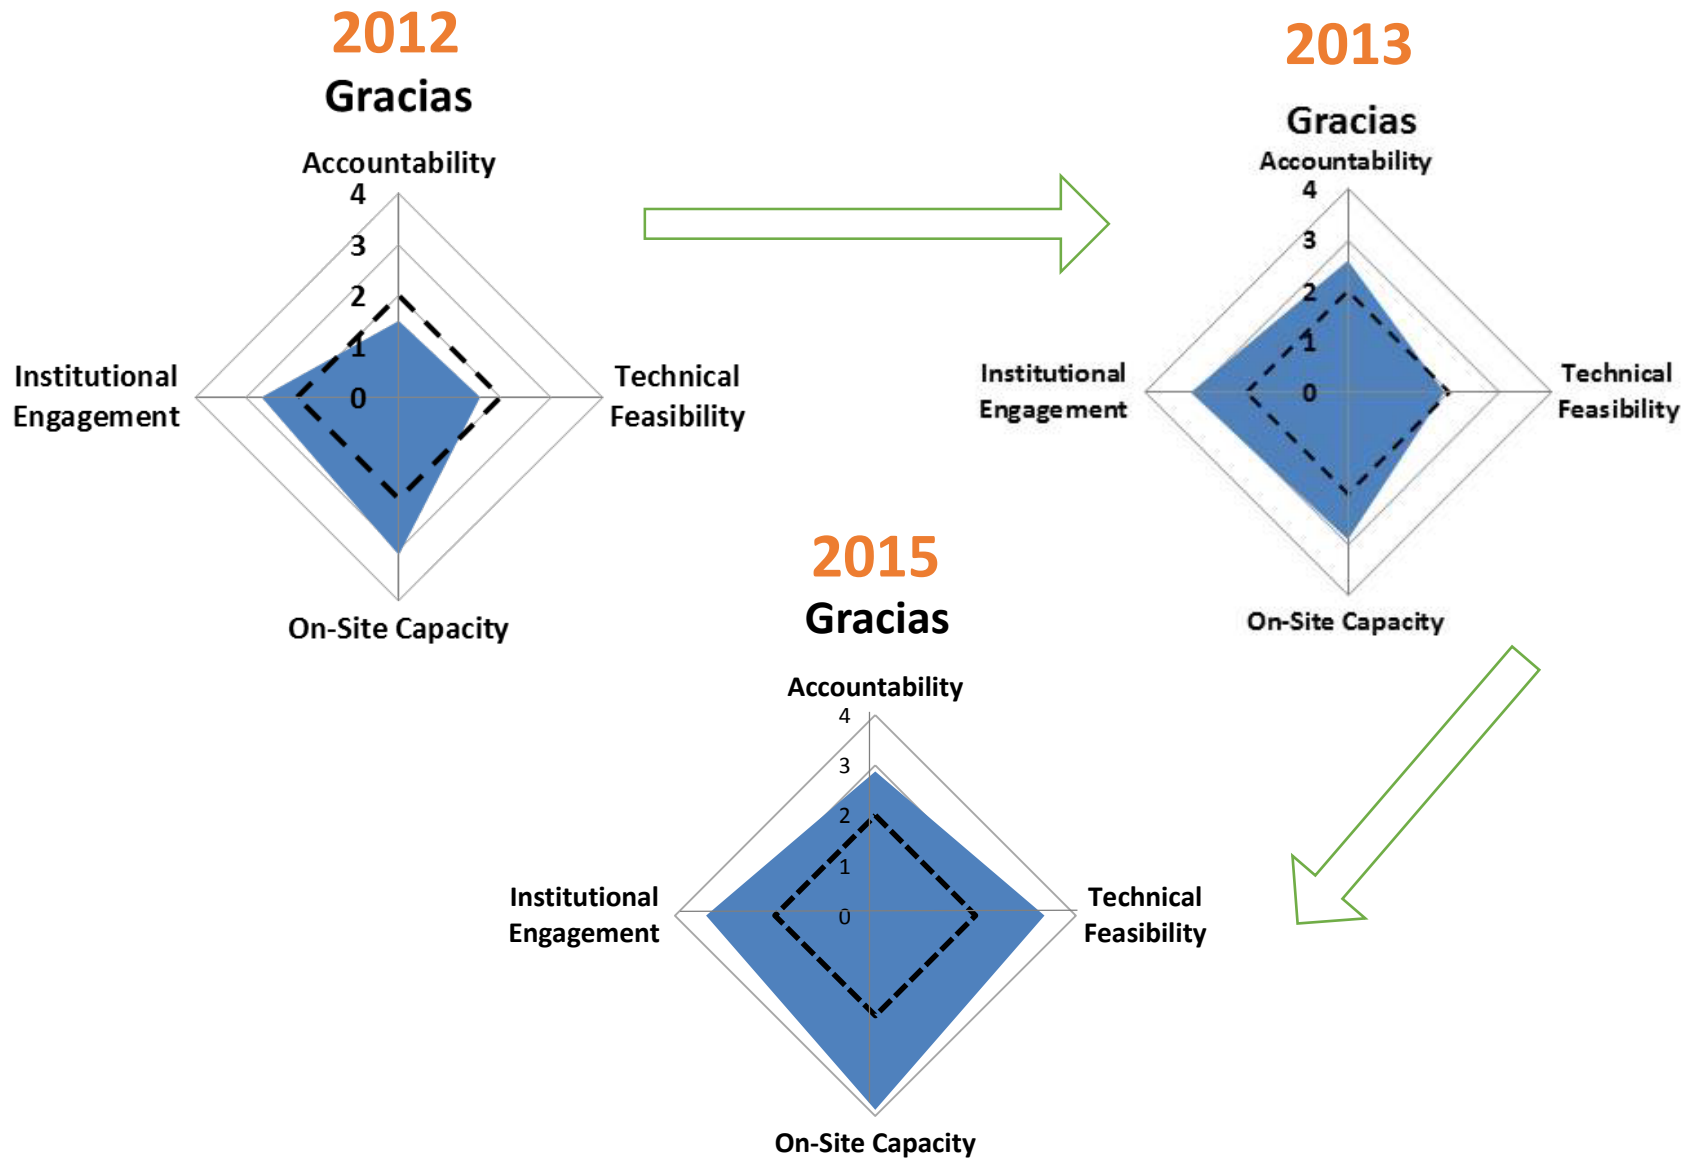 2012
Gracias
Accountability
4
3
2
1
0
Institutional
Engagement
Technical
Feasibility
On-Site Capacity
2013
Gracias
Accountability
4
3
2
1
0
Institutional
Engagement
Technical
Feasibility
On-Site Capacity
2015
Gracias
Accountability
4
3
2
1
0
Institutional
Engagement
Technical
Feasibility
On-Site Capacity